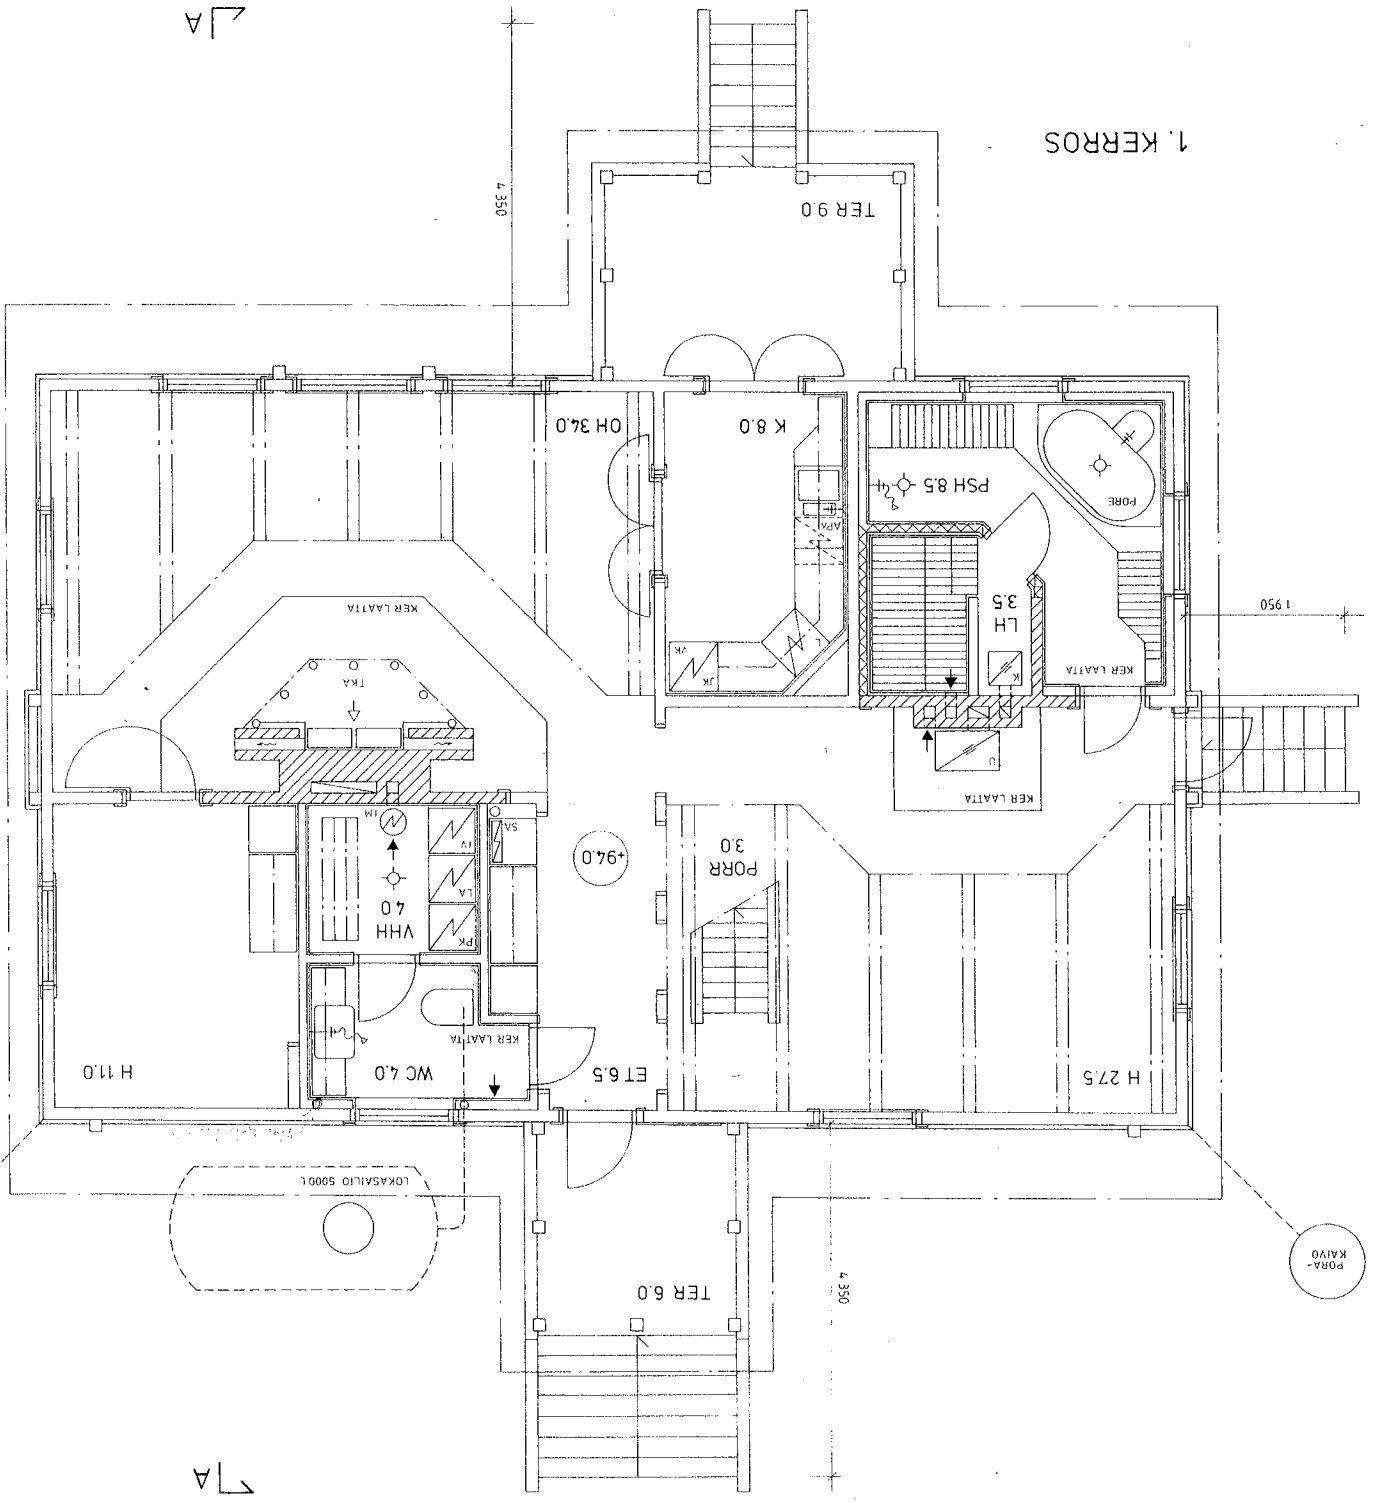 A
TER 6.0
4 350
PORA-
KAIVO
LOKASÄILIÖ 5000 L
H 27.5
ET 6.5
WC 4.0
H 11.0
KER LAATTA
VHH
4.0
PK
LA
IV
1M
SA
+94.0
PORR
3.0
KER LAATTA
U
TKA
KER LAATTA
KER LAATTA
K
LH
3.5
1 950
L
JK
VK
APK
PORE
PSH 8.5
K 8.0
OH 34.0
TER 9.0
4 350
1. KERROS
A